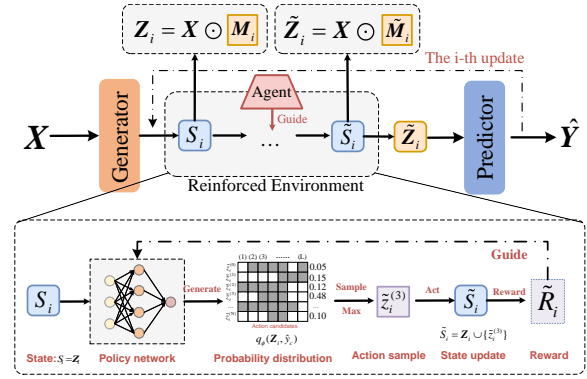 Z_i = X ⊙ M_i
Z̃_i = X ⊙ M̃_i
The i-th update
X
Generator
S_i
Agent
Guide
...
S̃_i
Z̃_i
Predictor
Ŷ
Reinforced Environment
Guide
(1) (2) (3) ...... (L)
S_i
Generate
0.05
0.15
0.12
0.48
...
0.10
Action candidates
Sample
Max
z̃_i^(3)
Act
S̃_i
Reward
R̃_i
q_ϕ(Z_i, ŷ_c)
S̃_i = Z_i ∪ {z̃_i^(3)}
State: S_i=Z_i
Policy network
Probability distribution
Action sample
State update
Reward